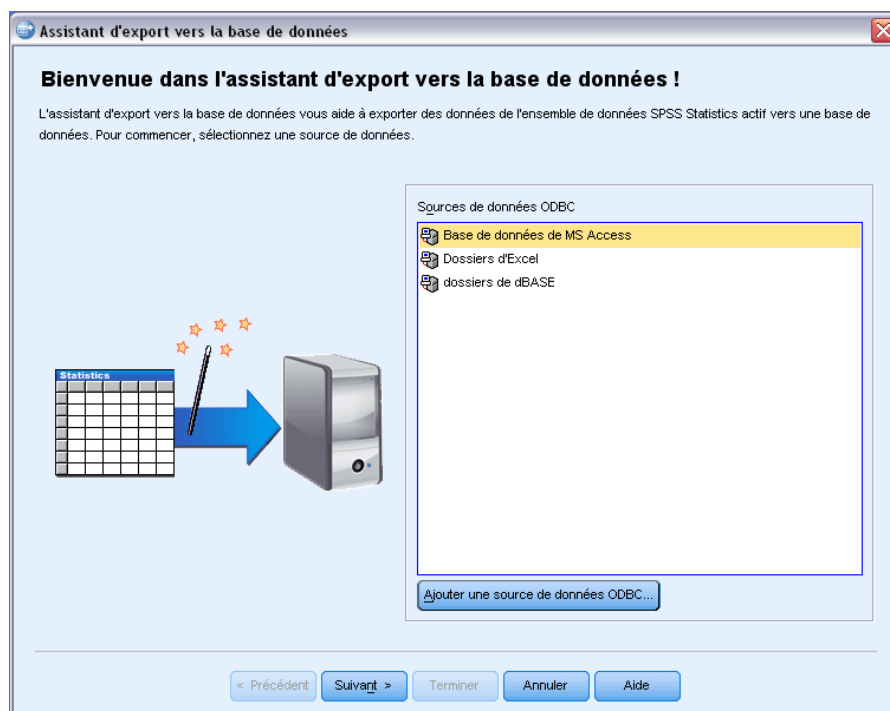 Assistant d'export vers la base de données
Bienvenue dans l'assistant d'export vers la base de données !
L'assistant d'export vers la base de données vous aide à exporter des données de l'ensemble de données SPSS Statistics actif vers une base de
données. Pour commencer, sélectionnez une source de données.
Sources de données ODBC
Base de données de MS Access
Dossiers d'Excel
dossiers de dBASE
Statistics
Ajouter une source de données ODBC...
< Précédent
Suivant >
Terminer
Annuler
Aide